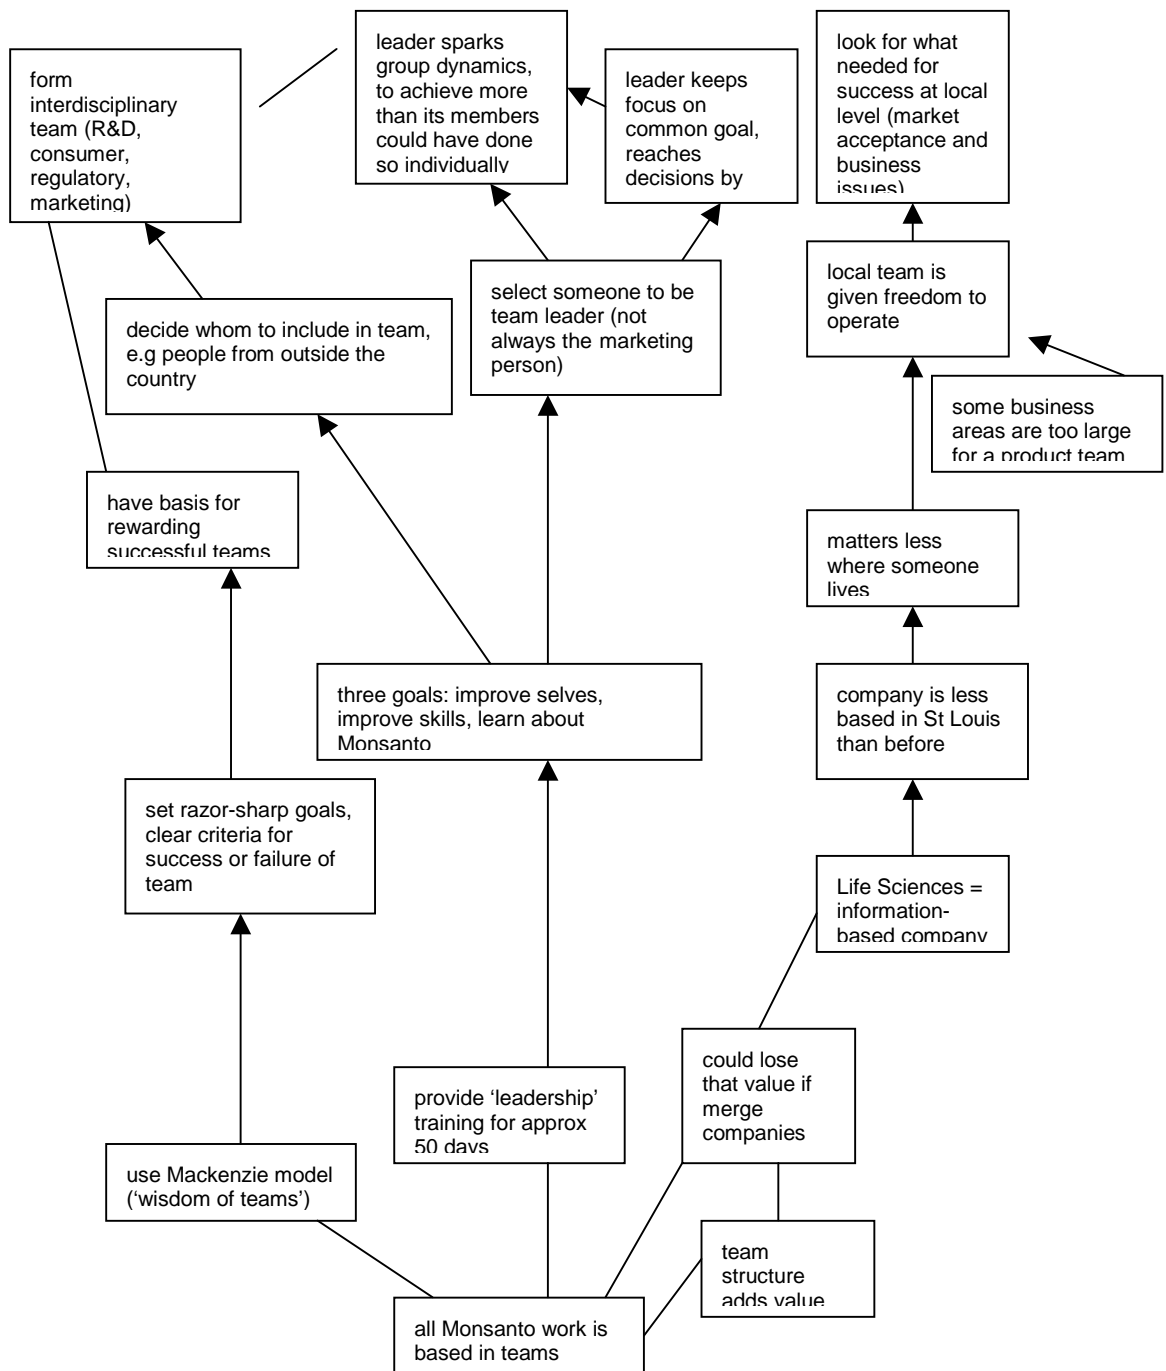 form
interdisciplinary
team (R&D,
consumer,
regulatory,
marketing)
leader sparks
group dynamics,
to achieve more
than its members
could have done
so individually
leader keeps
focus on
common goal,
reaches
decisions by
look for what
needed for
success at local
level (market
acceptance and
business
issues)
decide whom to include in team,
e.g people from outside the
country
select someone to be
team leader (not
always the marketing
person)
local team is
given freedom to
operate
some business
areas are too large
for a product team
have basis for
rewarding
successful teams
matters less
where someone
lives
three goals: improve selves,
improve skills, learn about
Monsanto
company is less
based in St Louis
than before
set razor-sharp goals,
clear criteria for
success or failure of
team
Life Sciences =
information-
based company
could lose
that value if
merge
companies
provide ‘leadership’
training for approx
50 days
use Mackenzie model
(‘wisdom of teams’)
team
structure
adds value
all Monsanto work is
based in teams